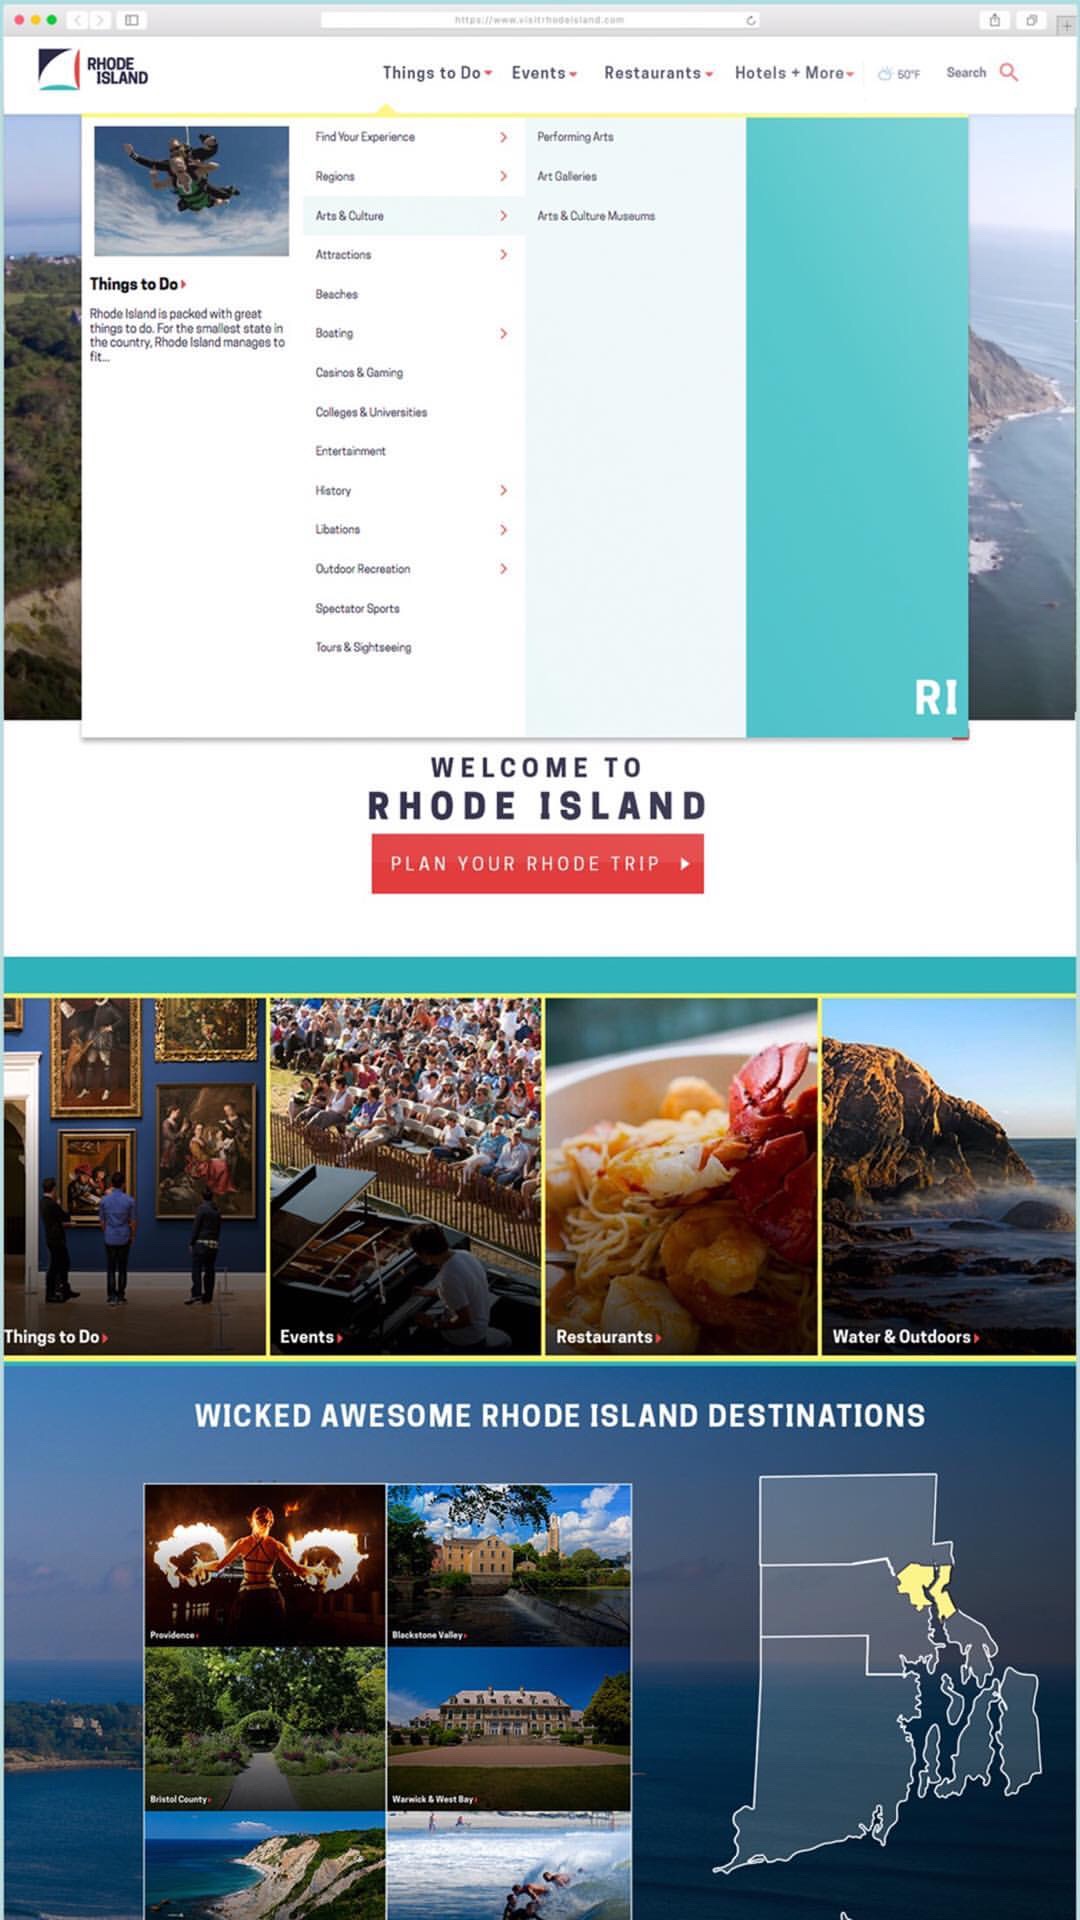 https://www.visitrhodeisland.com
RHODE
ISLAND
Things to Do
Events
Restaurants
Hotels + More
50°F
Search
Things to Do
Rhode Island is packed with great
things to do. For the smallest state in
the country, Rhode Island manages to
fit...
Find Your Experience
Regions
Arts & Culture
Attractions
Beaches
Boating
Casinos & Gaming
Colleges & Universities
Entertainment
History
Libations
Outdoor Recreation
Spectator Sports
Tours & Sightseeing
Performing Arts
Art Galleries
Arts & Culture Museums
RI
WELCOME TO
RHODE ISLAND
PLAN YOUR RHODE TRIP
Things to Do
Events
Restaurants
Water & Outdoors
WICKED AWESOME RHODE ISLAND DESTINATIONS
Providence
Blackstone Valley
Bristol County
Warwick & West Bay